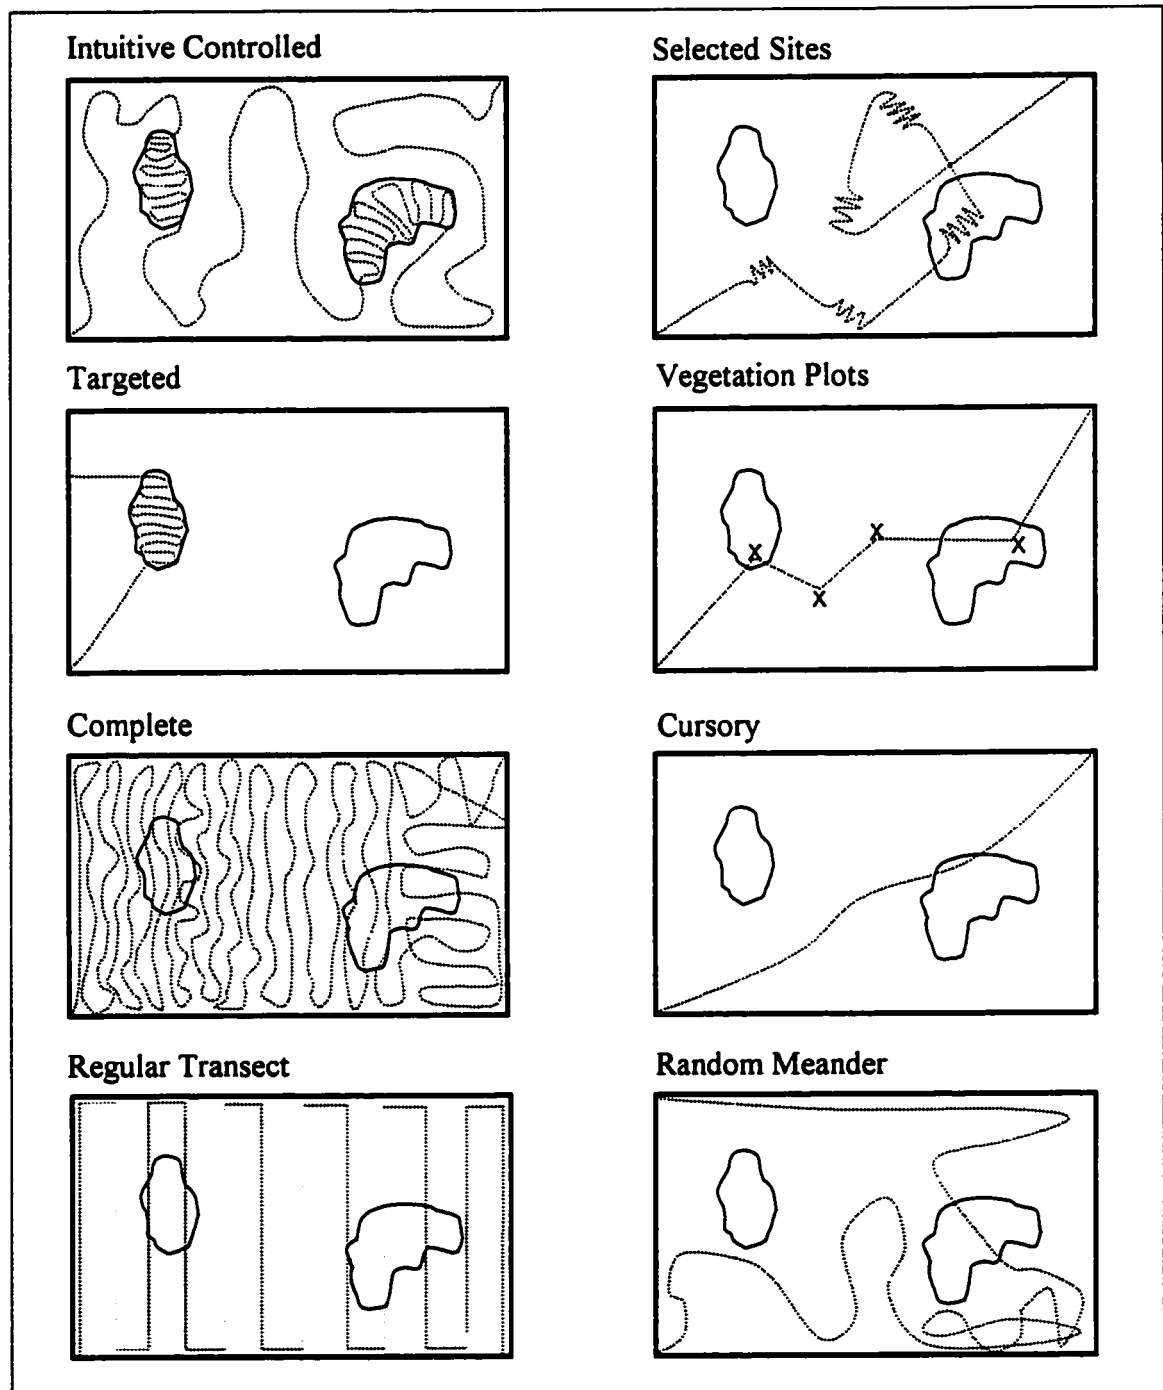 Intuitive Controlled
Selected Sites
Targeted
Vegetation Plots
X
X
X
X
Complete
Cursory
Regular Transect
Random Meander